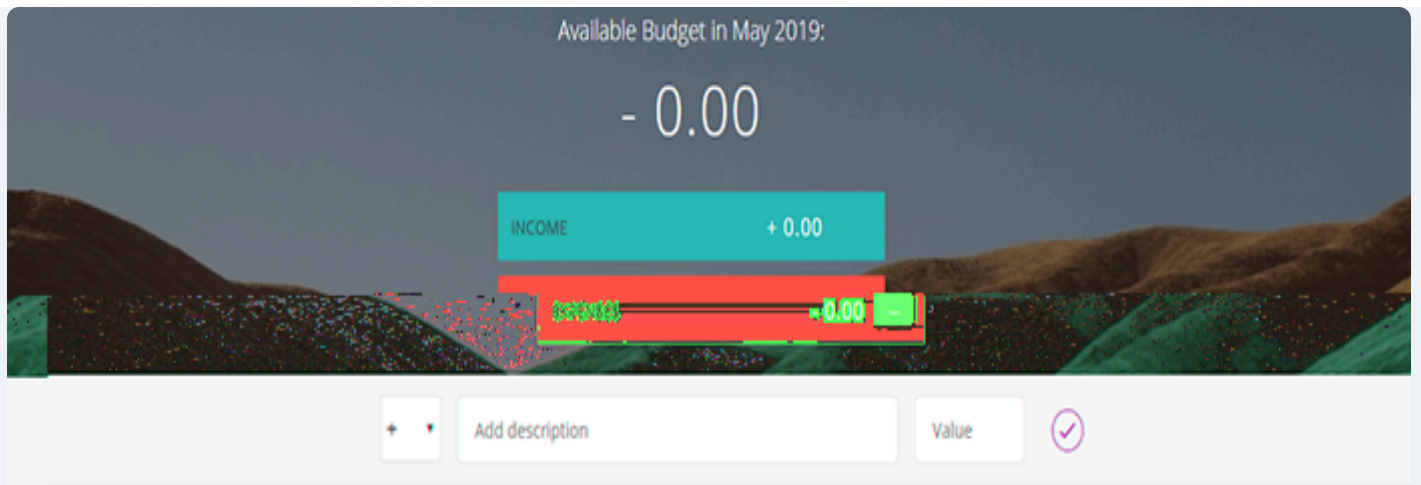 Available Budget in May 2019:
- 0.00
INCOME + 0.00
- 0.00
+ Add description Value